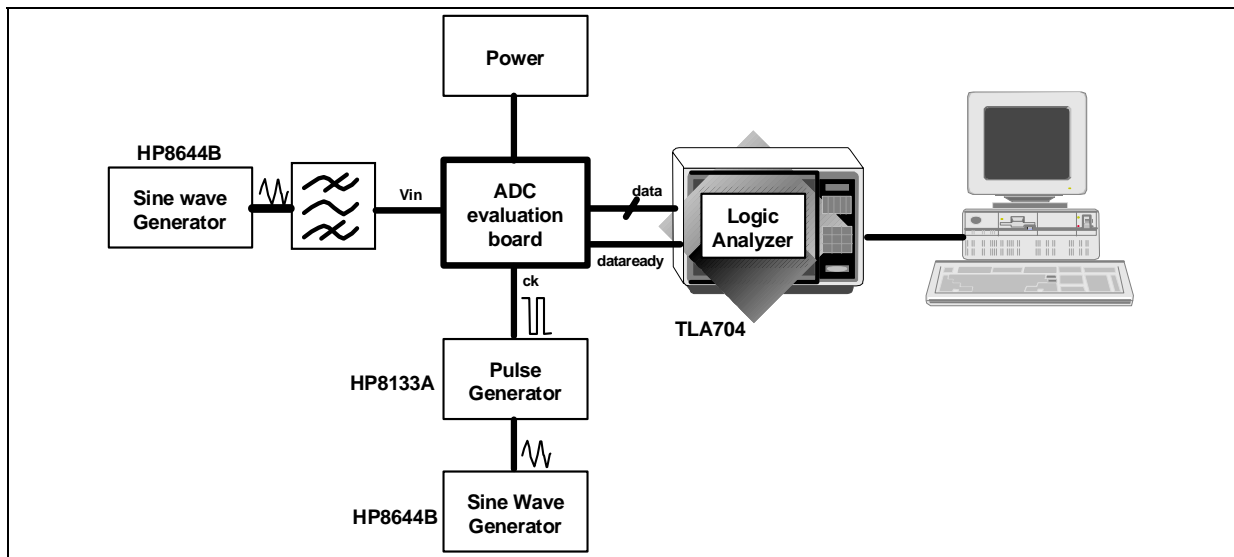 Power
HP8644B
Sine wave
Generator
Vin
ADC
evaluation
board
data
dataready
Logic
Analyzer
TLA704
ck
HP8133A
Pulse
Generator
HP8644B
Sine Wave
Generator